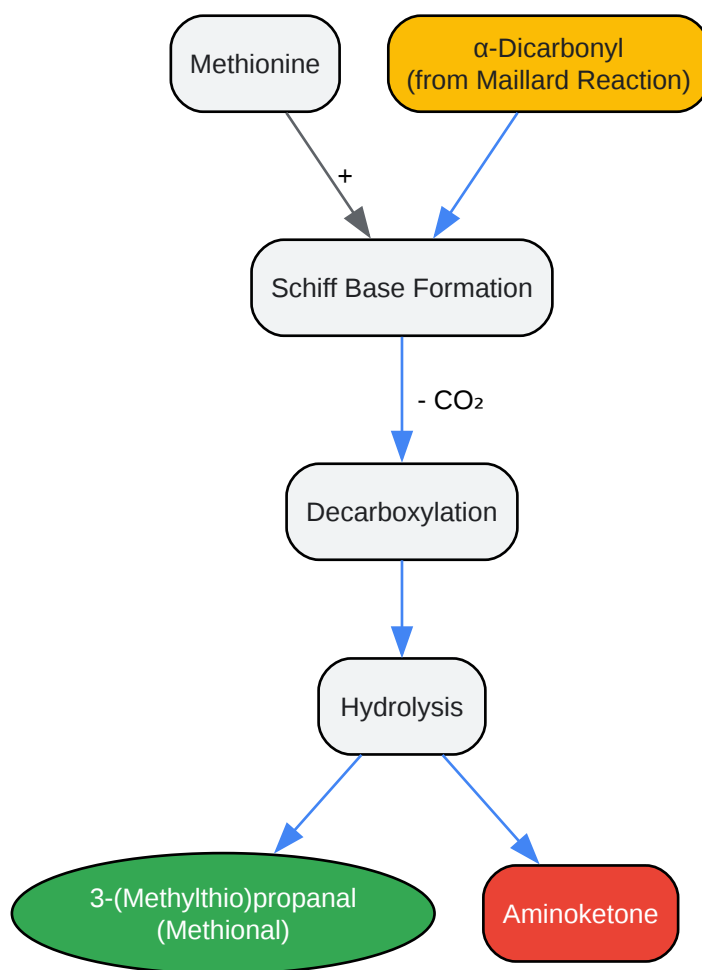 Methionine
α-Dicarbonyl
(from Maillard Reaction)
+
Schiff Base Formation
- CO₂
Decarboxylation
Hydrolysis
3-(Methylthio)propanal
(Methional)
Aminoketone